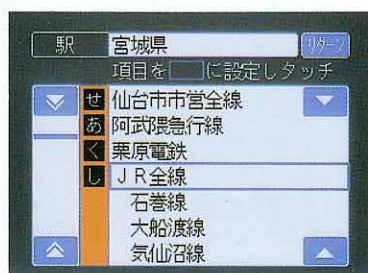 駅 宮城県 リターン
項目を に設定しタッチ
せ 仙台市市営全線
あ 阿武隈急行線
く 栗原電鉄
し JR全線
石巻線
大船渡線
気仙沼線